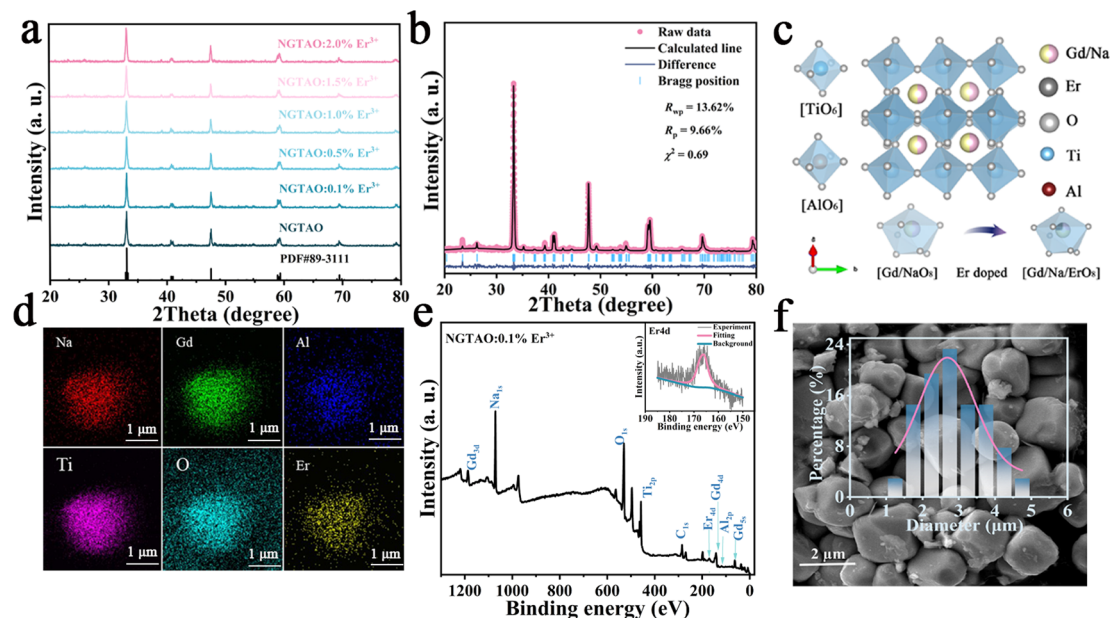 a
Intensity (a. u.)
NGTAO:2.0% Er³⁺
NGTAO:1.5% Er³⁺
NGTAO:1.0% Er³⁺
NGTAO:0.5% Er³⁺
NGTAO:0.1% Er³⁺
NGTAO
PDF#89-3111
20 30 40 50 60 70 80
2Theta (degree)
b
Intensity (a. u.)
Raw data
Calculated line
Difference
Bragg position
Rwp = 13.62%
Rp = 9.66%
χ² = 0.69
20 30 40 50 60 70 80
2Theta (degree)
c
[TiO₆]
[AlO₆]
Gd/Na
Er
O
Ti
Al
a
b
[Gd/NaO₈]
Er doped
[Gd/Na/ErO₈]
d
Na
1 μm
Gd
1 μm
Al
1 μm
Ti
1 μm
O
1 μm
Er
1 μm
e
NGTAO:0.1% Er³⁺
Intensity (a. u.)
Gd3d
Na1s
O1s
Ti2p
C1s
Er4d
Gd4d
Al2p
Gd5s
1200 1000 800 600 400 200 0
Binding energy (eV)
Er4d
Experiment
Fitting
Background
Intensity (a.u.)
190 180 170 160 150
Binding energy (eV)
f
Percentage (%)
24
16
8
0
0 1 2 3 4 5 6
Diameter (μm)
2 μm